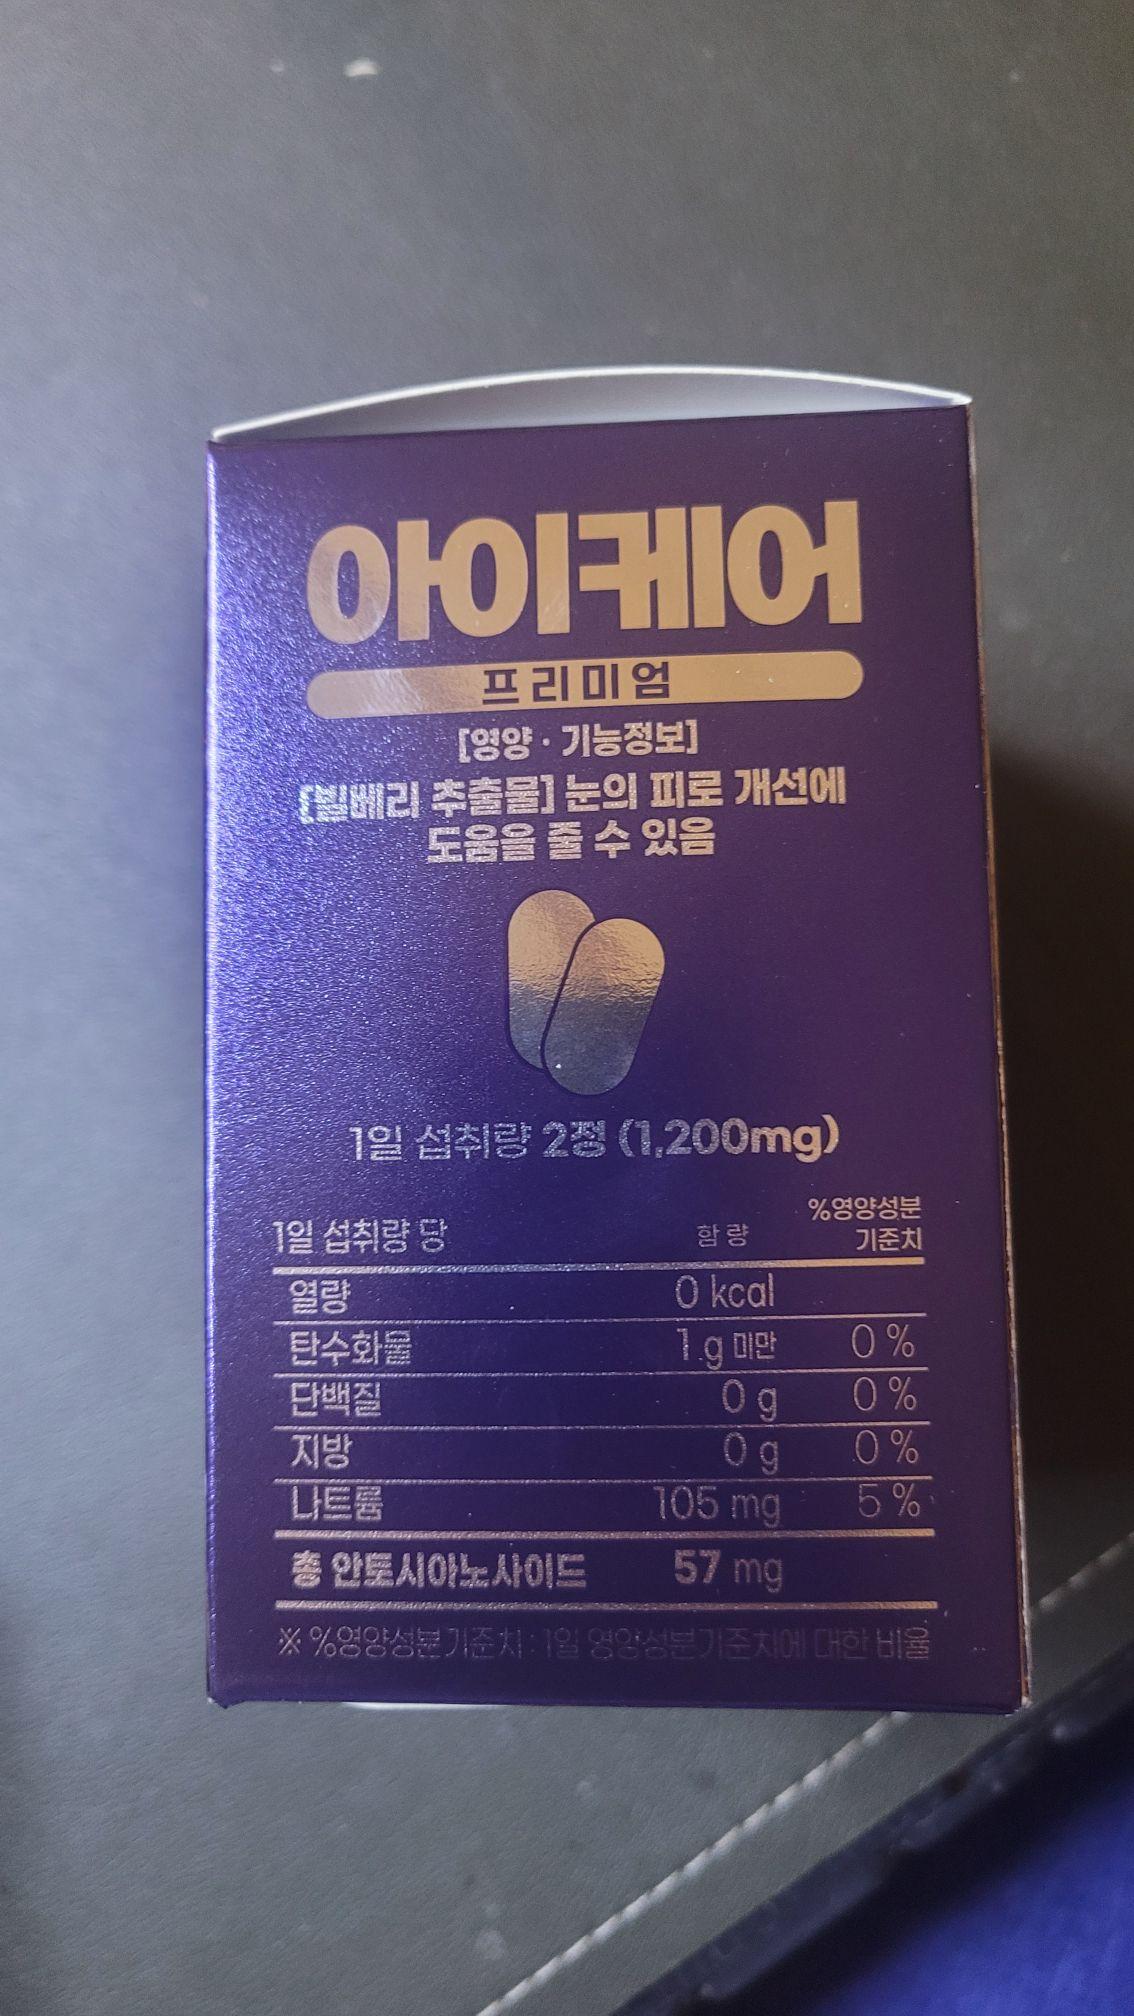 아이케어
프리미엄
[영양 · 기능정보]
[빌베리 추출물] 눈의 피로 개선에
도움을 줄 수 있음
1일 섭취량 2정 (1,200mg)
1일 섭취량 당 함량 %영양성분 기준치
열량 0 kcal
탄수화물 1 g 미만 0 %
단백질 0 g 0 %
지방 0 g 0 %
나트륨 105 mg 5 %
총 안토시아노사이드 57 mg
※ %영양성분기준치 : 1일 영양성분기준치에 대한 비율